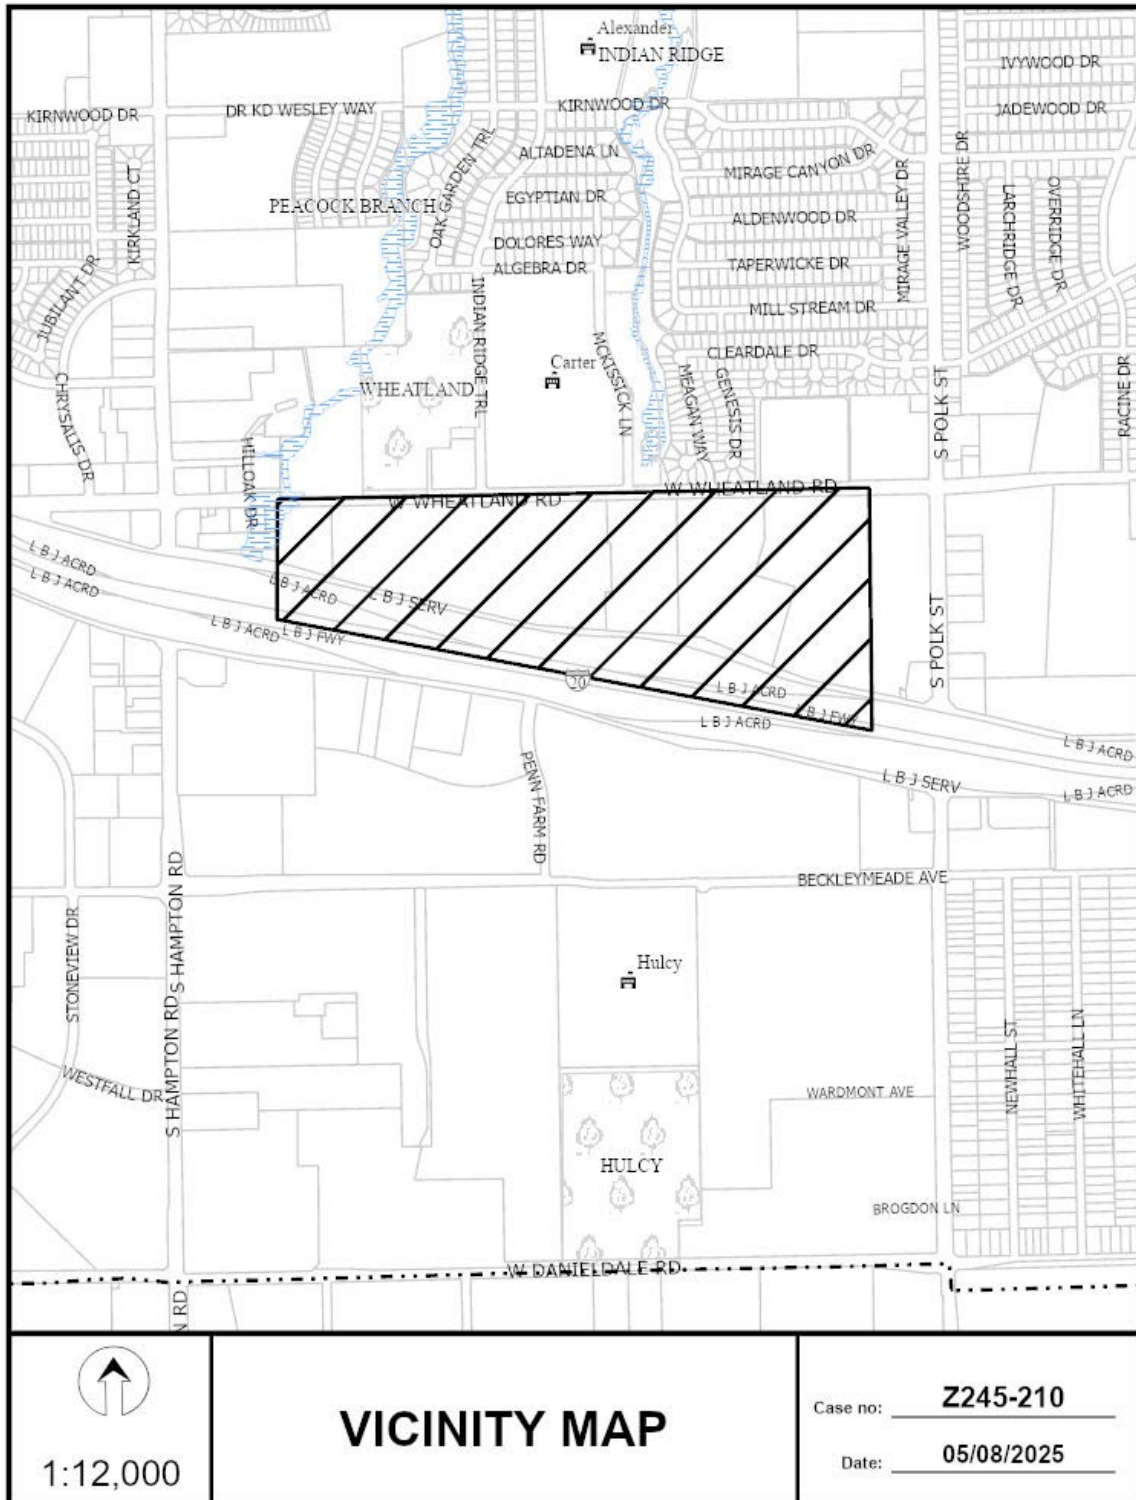 Alexander
INDIAN RIDGE
IVYWOOD DR
KIRNWOOD DR
DR KD WESLEY WAY
KIRNWOOD DR
JADEWOOD DR
ALTADENA LN
OAK GARDEN TRL
MIRAGE CANYON DR
WOODSHIRE DR
KIRKLAND CT
PEACOCK BRANCH
EGYPTIAN DR
ALDENWOOD DR
MIRAGE VALLEY DR
LARCHRIDGE DR
OVERRIDGE DR
DOLORES WAY
ALGEBRA DR
TAPERWICKE DR
JUBILANT DR
INDIAN RIDGE TRL
MILL STREAM DR
MCKISSICK LN
CLEARDALE DR
Carter
WHEATLAND
CHRYSALIS DR
MEAGAN WAY
GENESIS DR
S POLK ST
RACINE DR
HILLOAK DR
W WHEATLAND RD
W WHEATLAND RD
L B J ACRD
L B J ACRD
L B J ACRD
L B J SERV
L B J ACRD
L B J FWY
S POLK ST
20
L B J ACRD
L B J FWY
L B J ACRD
L B J ACRD
L B J SERV
L B J ACRD
PENN FARM RD
BECKLEYMEADE AVE
S HAMPTON RD
STONEVIEW DR
Hulcy
S HAMPTON RD
WESTFALL DR
WARDMONT AVE
NEWHALL ST
WHITEHALL LN
HULCY
BROGDON LN
W DANIELDALE RD
N RD
1:12,000
VICINITY MAP
Case no: Z245-210
Date: 05/08/2025